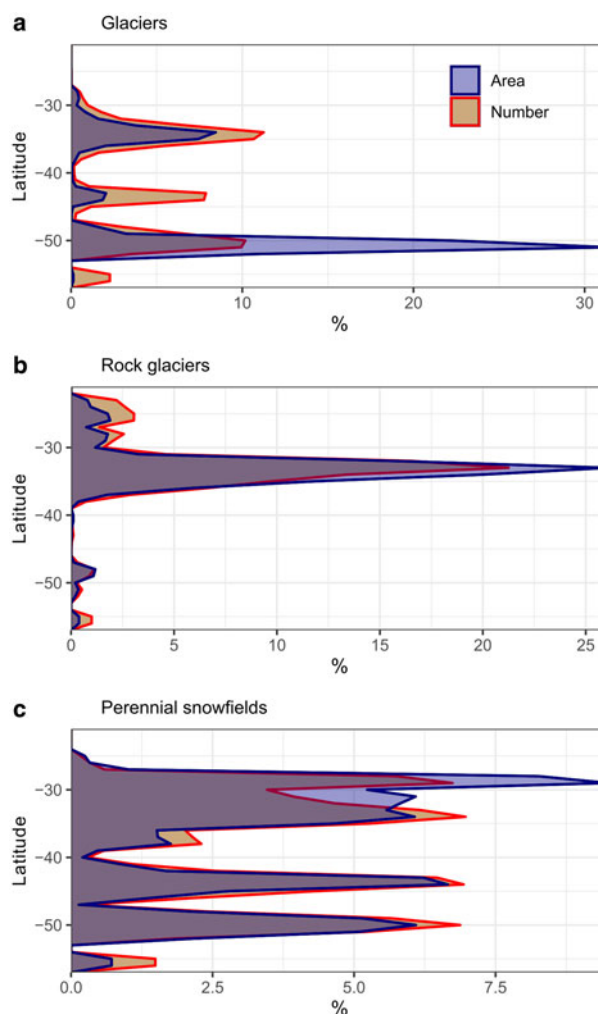 a Glaciers
Area
Number
Latitude
−30
−40
−50
0 10 20 30
%
b Rock glaciers
Latitude
−30
−40
−50
0 5 10 15 20 25
%
c Perennial snowfields
Latitude
−30
−40
−50
0.0 2.5 5.0 7.5
%